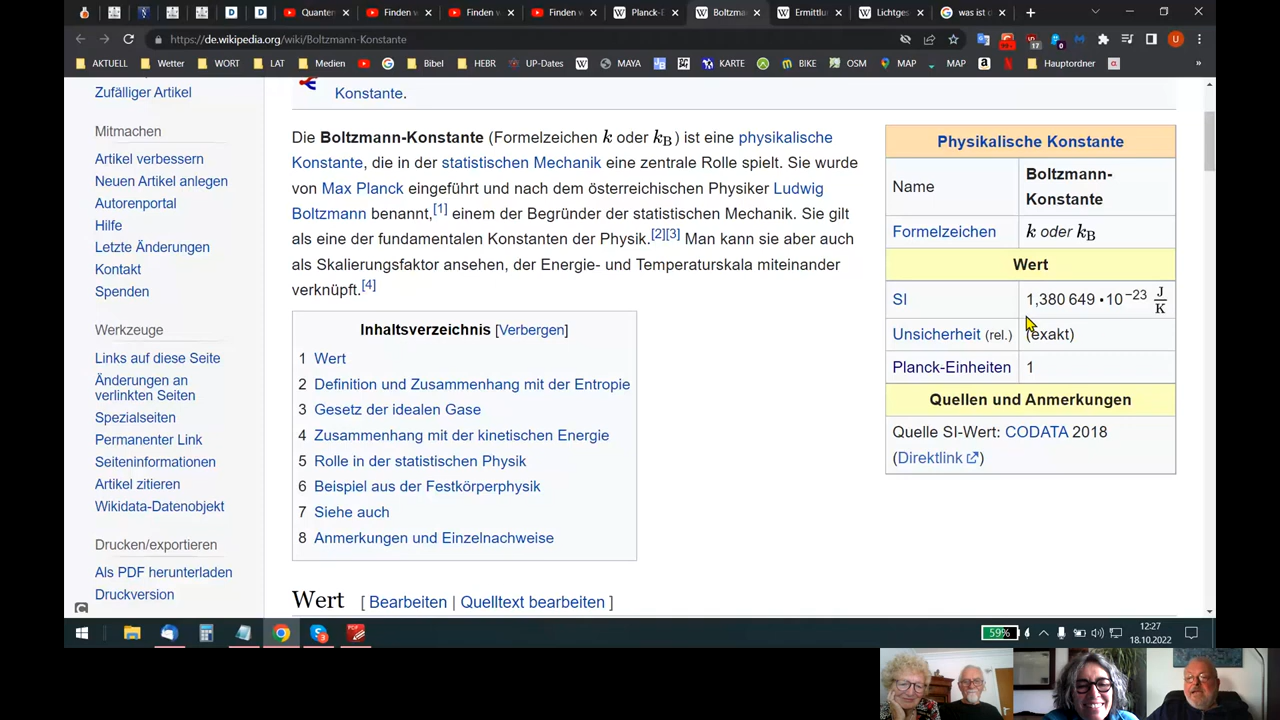 Quanten
Finden v
Finden v
Finden v
Planck-E
Boltzman
Ermittlur
Lichtges
was ist d
https://de.wikipedia.org/wiki/Boltzmann-Konstante
AKTUELL Wetter WORT LAT Medien Bibel HEBR UP-Dates MAYA KARTE BIKE OSM MAP MAP Hauptordner »
Zufälliger Artikel
Mitmachen
Artikel verbessern
Neuen Artikel anlegen
Autorenportal
Hilfe
Letzte Änderungen
Kontakt
Spenden
Werkzeuge
Links auf diese Seite
Änderungen an
verlinkten Seiten
Spezialseiten
Permanenter Link
Seiteninformationen
Artikel zitieren
Wikidata-Datenobjekt
Drucken/exportieren
Als PDF herunterladen
Druckversion
Konstante.
Die Boltzmann-Konstante (Formelzeichen k oder kB) ist eine physikalische
Konstante, die in der statistischen Mechanik eine zentrale Rolle spielt. Sie wurde
von Max Planck eingeführt und nach dem österreichischen Physiker Ludwig
Boltzmann benannt,[1] einem der Begründer der statistischen Mechanik. Sie gilt
als eine der fundamentalen Konstanten der Physik.[2][3] Man kann sie aber auch
als Skalierungsfaktor ansehen, der Energie- und Temperaturskala miteinander
verknüpft.[4]
Inhaltsverzeichnis [Verbergen]
1 Wert
2 Definition und Zusammenhang mit der Entropie
3 Gesetz der idealen Gase
4 Zusammenhang mit der kinetischen Energie
5 Rolle in der statistischen Physik
6 Beispiel aus der Festkörperphysik
7 Siehe auch
8 Anmerkungen und Einzelnachweise
Wert [ Bearbeiten | Quelltext bearbeiten ]
Physikalische Konstante
Name Boltzmann-
Konstante
Formelzeichen k oder kB
Wert
SI 1,380 649 • 10−23 J/K
Unsicherheit (rel.) (exakt)
Planck-Einheiten 1
Quellen und Anmerkungen
Quelle SI-Wert: CODATA 2018
(Direktlink)
59%
12:27
18.10.2022